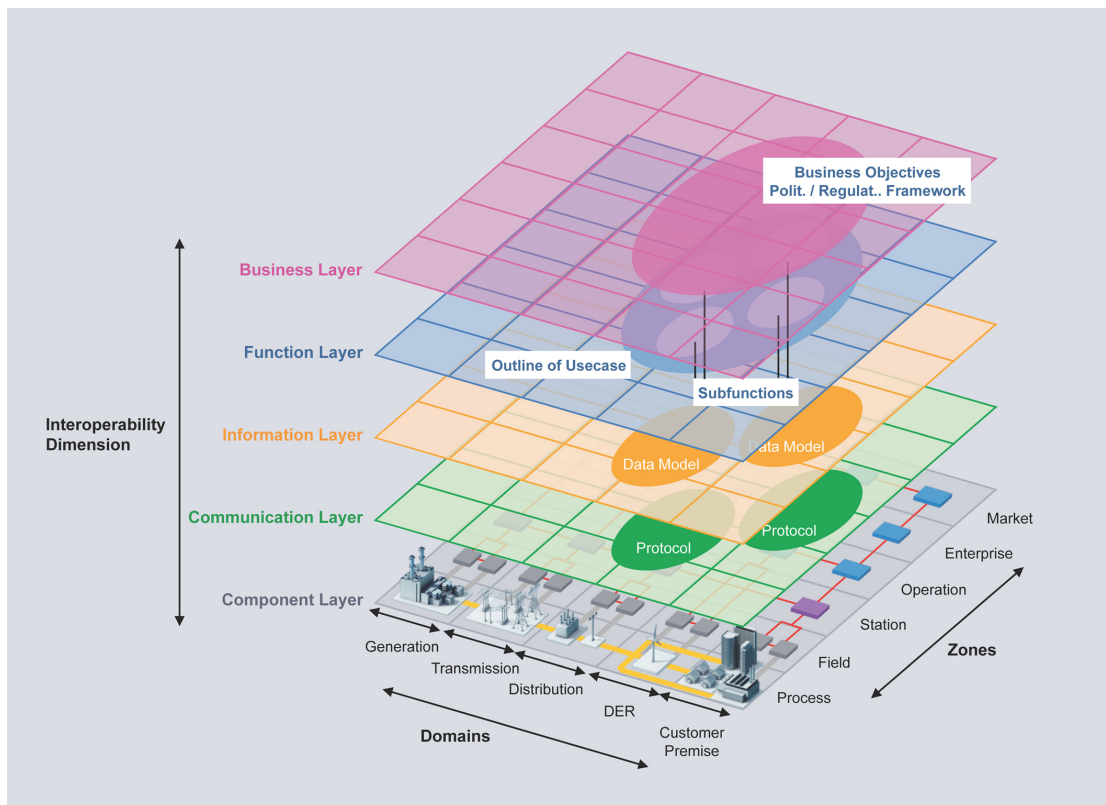 Business Objectives
Polit. / Regulat.. Framework
Business Layer
Function Layer
Outline of Usecase
Subfunctions
Interoperability
Dimension
Information Layer
Data Model
Data Model
Communication Layer
Protocol
Protocol
Component Layer
Market
Enterprise
Operation
Station
Field
Process
Zones
Generation
Transmission
Distribution
DER
Customer
Premise
Domains